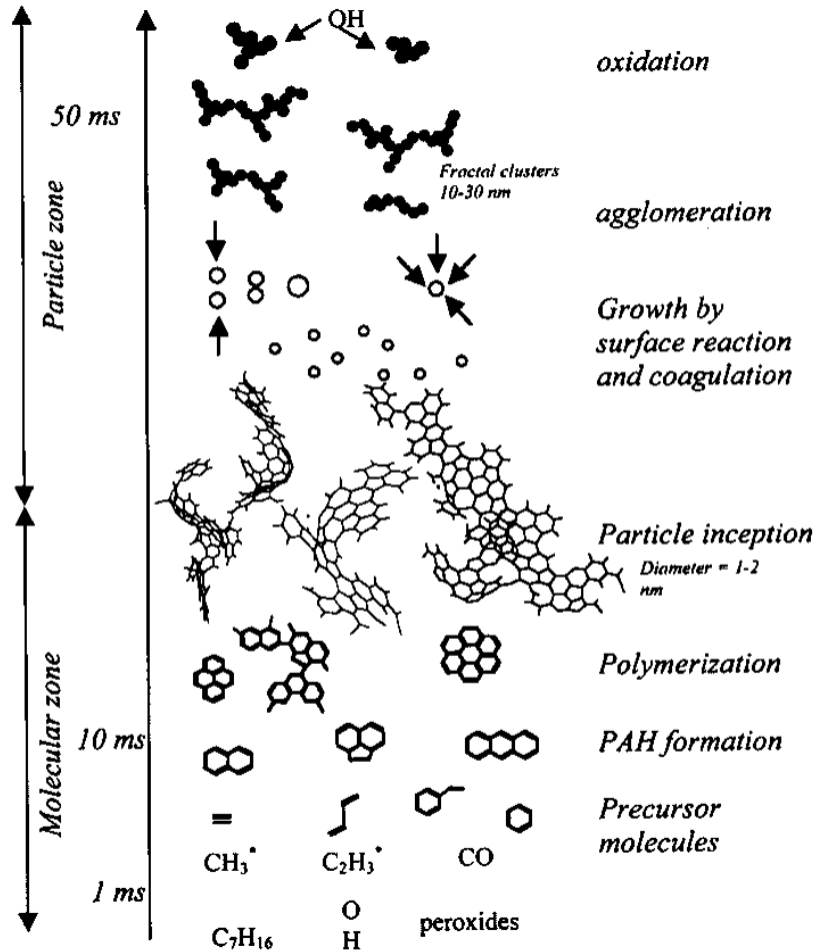 OH
oxidation
50 ms
Fractal clusters
10-30 nm
agglomeration
Particle zone
Growth by
surface reaction
and coagulation
Particle inception
Diameter = 1-2
nm
Polymerization
Molecular zone
10 ms
PAH formation
Precursor
molecules
CH₃•
C₂H₃•
CO
1 ms
O
H
C₇H₁₆
peroxides